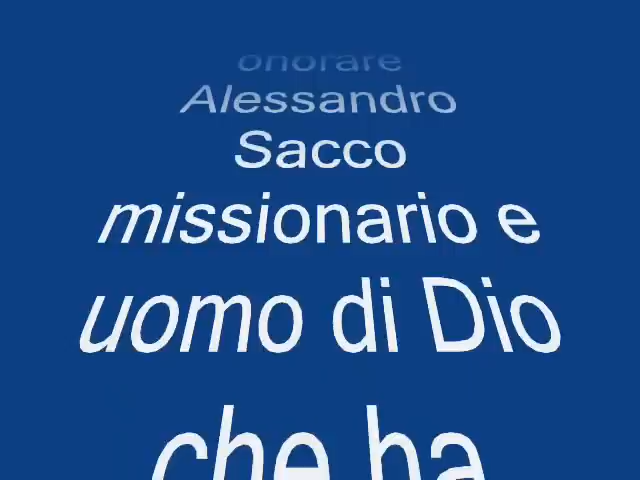 onorare
Alessandro
Sacco
missionario e
uomo di Dio
che ha